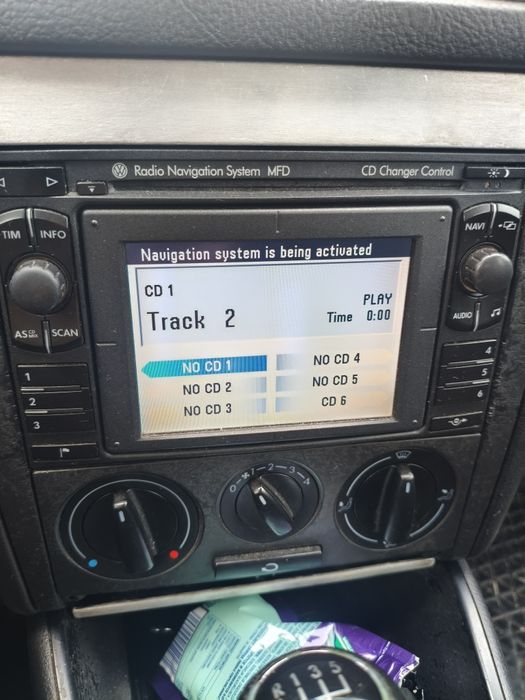 Radio Navigation System MFD
CD Changer Control
TIM INFO
NAVI
Navigation system is being activated
CD 1
PLAY
Track 2
Time 0:00
AS CD MIX SCAN
AUDIO
NO CD 1
NO CD 4
NO CD 2
NO CD 5
NO CD 3
CD 6
1
2
3
4
5
6
0 1 2 3 4
R 1 3 5